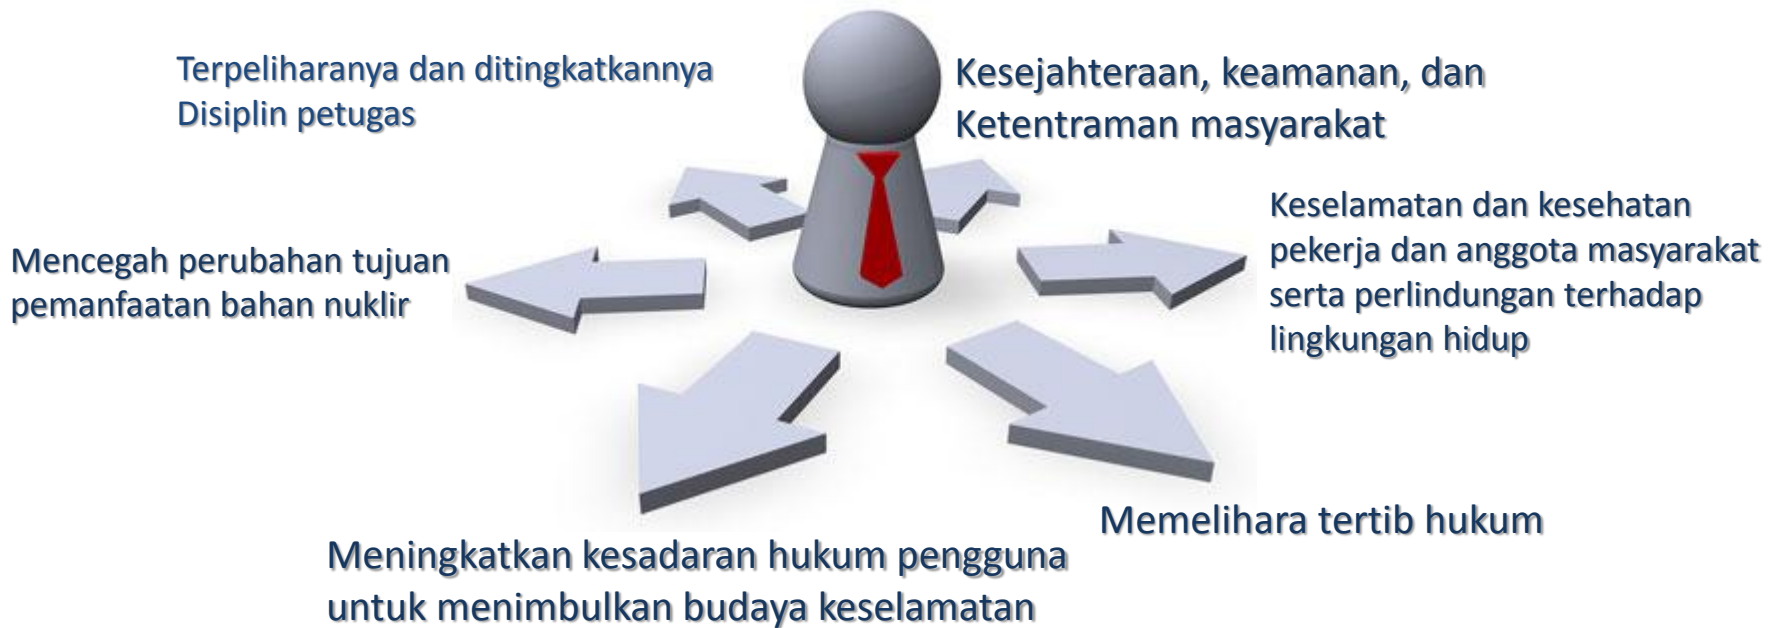 Terpeliharanya dan ditingkatkannya
Disiplin petugas
Kesejahteraan, keamanan, dan
Ketentraman masyarakat
Mencegah perubahan tujuan
pemanfaatan bahan nuklir
Keselamatan dan kesehatan
pekerja dan anggota masyarakat
serta perlindungan terhadap
lingkungan hidup
Meningkatkan kesadaran hukum pengguna
untuk menimbulkan budaya keselamatan
Memelihara tertib hukum